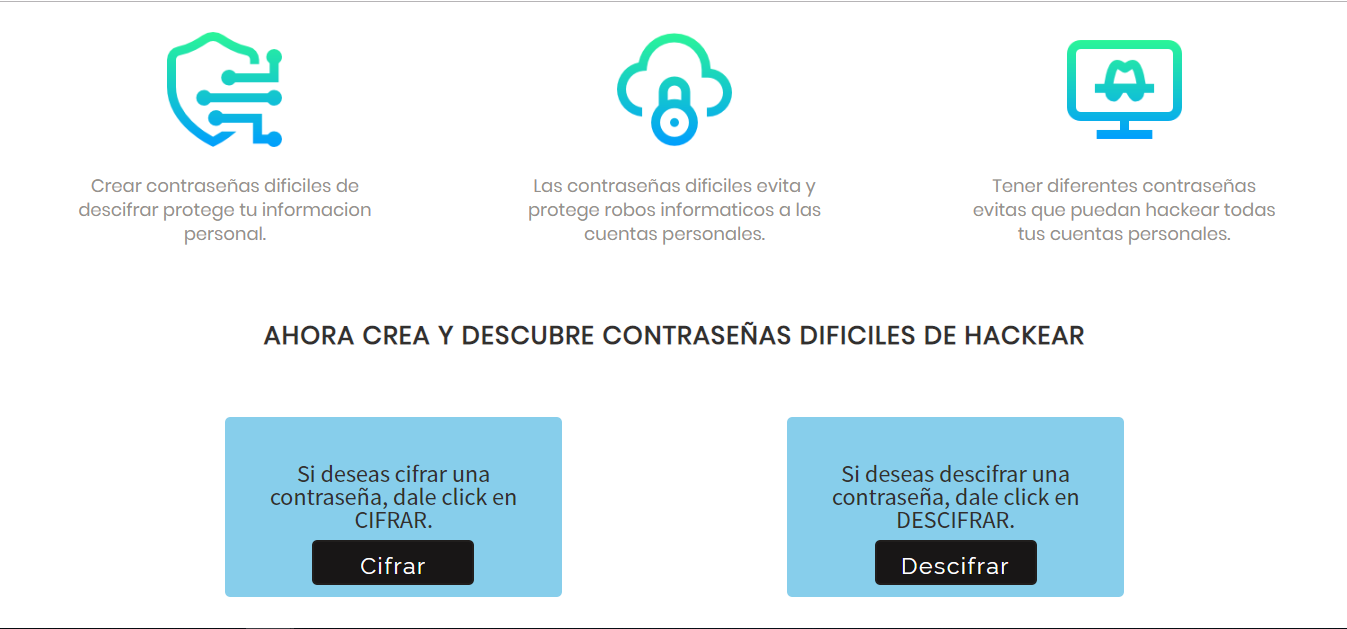 Crear contraseñas dificiles de
descifrar protege tu informacion
personal.
Las contraseñas dificiles evita y
protege robos informaticos a las
cuentas personales.
Tener diferentes contraseñas
evitas que puedan hackear todas
tus cuentas personales.
AHORA CREA Y DESCUBRE CONTRASEÑAS DIFICILES DE HACKEAR
Si deseas cifrar una
contraseña, dale click en
CIFRAR.
Cifrar
Si deseas descifrar una
contraseña, dale click en
DESCIFRAR.
Descifrar